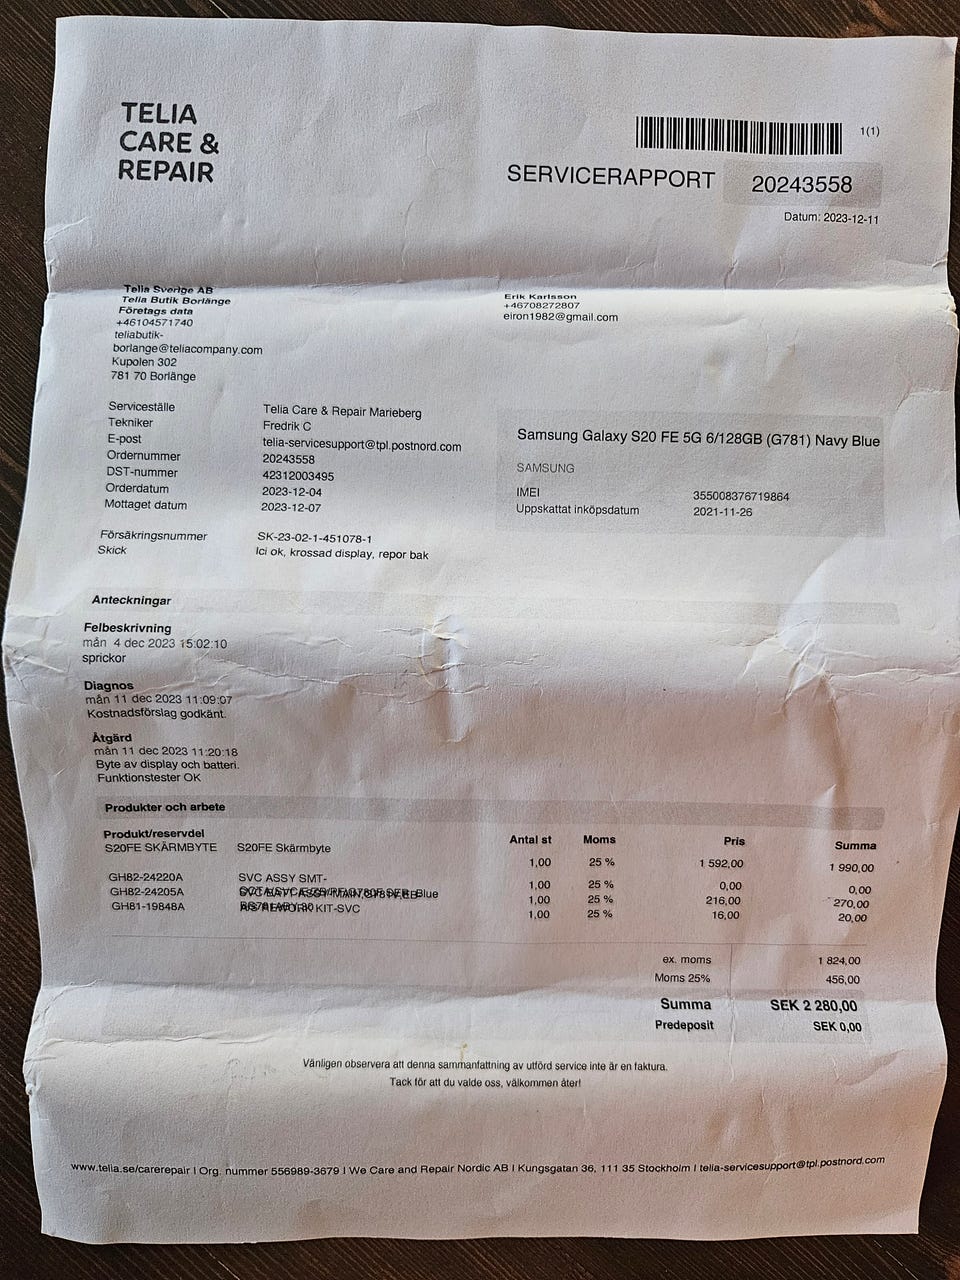 TELIA
CARE &
REPAIR
1(1)
SERVICERAPPORT 20243558
Datum: 2023-12-11
Telia Sverige AB
Telia Butik Borlänge
Företags data
+46104571740
teliabutik-
borlange@teliacompany.com
Kupolen 302
781 70 Borlänge
Erik Karlsson
+46708272807
eiron1982@gmail.com
Serviceställe Telia Care & Repair Marieberg
Tekniker Fredrik C
E-post telia-servicesupport@tpl.postnord.com
Ordernummer 20243558
DST-nummer 42312003495
Orderdatum 2023-12-04
Mottaget datum 2023-12-07
Samsung Galaxy S20 FE 5G 6/128GB (G781) Navy Blue
SAMSUNG
IMEI 355008376719864
Uppskattat inköpsdatum 2021-11-26
Försäkringsnummer SK-23-02-1-451078-1
Skick Ici ok, krossad display, repor bak
Anteckningar
Felbeskrivning
mån 4 dec 2023 15:02:10
sprickor
Diagnos
mån 11 dec 2023 11:09:07
Kostnadsförslag godkänt.
Åtgärd
mån 11 dec 2023 11:20:18
Byte av display och batteri.
Funktionstester OK
Produkter och arbete
Produkt/reservdel Antal st Moms Pris Summa
S20FE SKÄRMBYTE S20FE Skärmbyte 1,00 25 % 1 592,00 1 990,00
GH82-24220A SVC ASSY SMT- 1,00 25 % 0,00 0,00
GH82-24205A Blue 1,00 25 % 216,00 270,00
GH81-19848A KIT-SVC 1,00 25 % 16,00 20,00
ex. moms 1 824,00
Moms 25% 456,00
Summa SEK 2 280,00
Predeposit SEK 0,00
Vänligen observera att denna sammanfattning av utförd service inte är en faktura.
Tack för att du valde oss, välkommen åter!
www.telia.se/carerepair I Org. nummer 556989-3679 I We Care and Repair Nordic AB I Kungsgatan 36, 111 35 Stockholm I telia-servicesupport@tpl.postnord.com